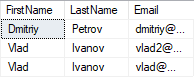 FirstName LastName Email
Dmitriy Petrov dmitriy@...
Vlad Ivanov vlad2@...
Vlad Ivanov vlad@...